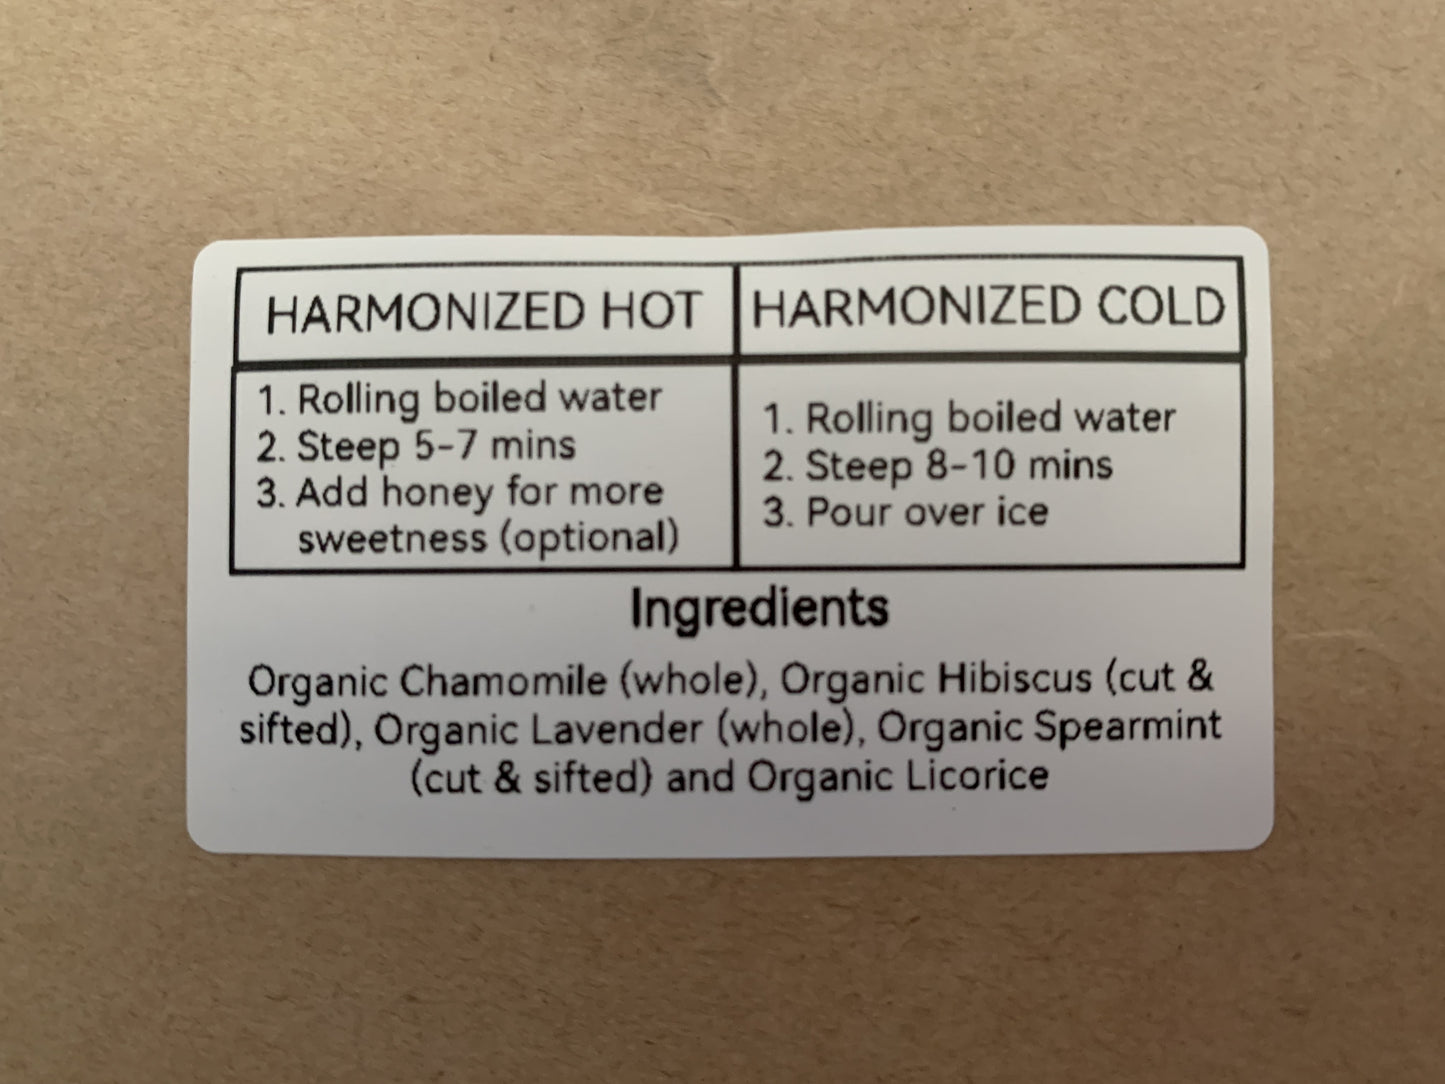 HARMONIZED HOT
1. Rolling boiled water
2. Steep 5-7 mins
3. Add honey for more
sweetness (optional)
HARMONIZED COLD
1. Rolling boiled water
2. Steep 8-10 mins
3. Pour over ice
Ingredients
Organic Chamomile (whole), Organic Hibiscus (cut &
sifted), Organic Lavender (whole), Organic Spearmint
(cut & sifted) and Organic Licorice